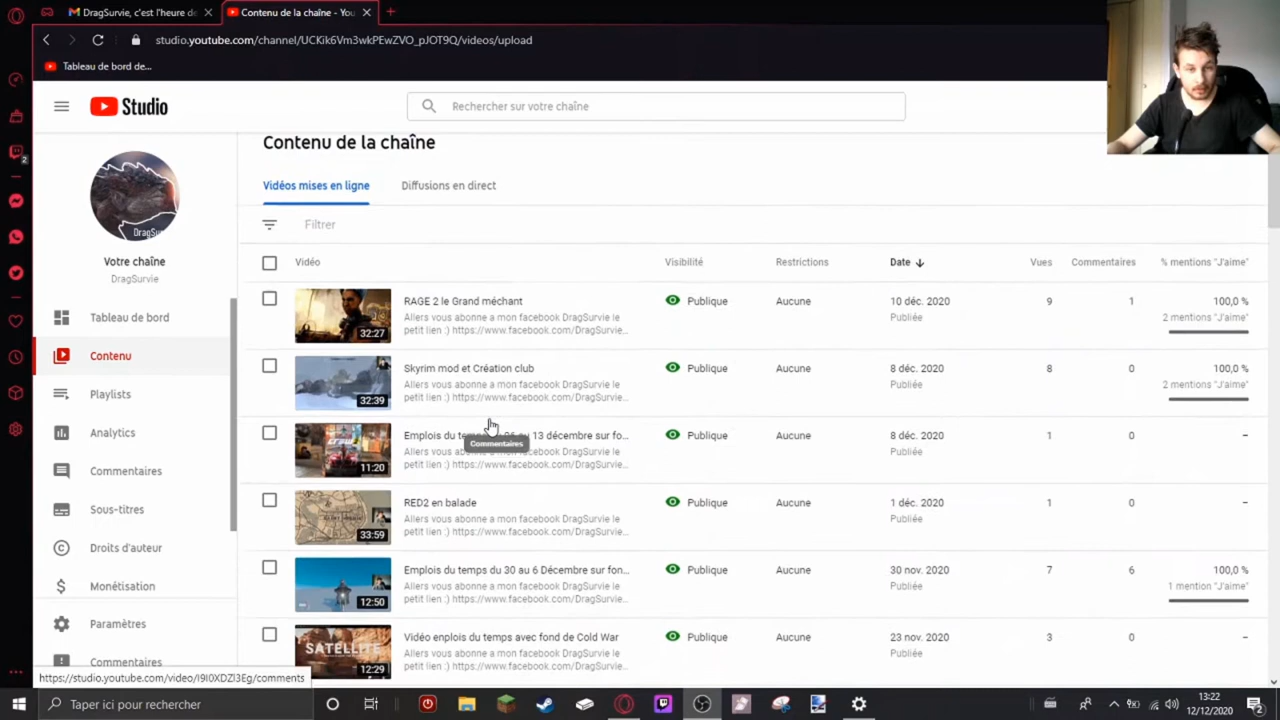 DragSurvie, c'est l'heure de
Contenu de la chaîne - You
studio.youtube.com/channel/UCKik6Vm3wkPEwZVO_pJOT9Q/videos/upload
Tableau de bord de...
Studio
Rechercher sur votre chaîne
DragSurvie
Votre chaîne
DragSurvie
Tableau de bord
Contenu
Playlists
Analytics
Commentaires
Sous-titres
Droits d'auteur
Monétisation
Paramètres
Commentaires
Contenu de la chaîne
Vidéos mises en ligne Diffusions en direct
Filtrer
Vidéo Visibilité Restrictions Date Vues Commentaires % mentions "J'aime"
RAGE 2 le Grand méchant Publique Aucune 10 déc. 2020 9 1 100,0 %
Allers vous abonne a mon facebook DragSurvie le Publiée 2 mentions "J'aime"
petit lien :) https://www.facebook.com/DragSurvie...
32:27
Skyrim mod et Création club Publique Aucune 8 déc. 2020 8 0 100,0 %
Allers vous abonne a mon facebook DragSurvie le Publiée 2 mentions "J'aime"
petit lien :) https://www.facebook.com/DragSurvie...
32:39
Emplois du temps 13 décembre sur fo... Publique Aucune 8 déc. 2020 1 0 –
Commentaires
Allers vous abonne a mon facebook DragSurvie le Publiée
petit lien :) https://www.facebook.com/DragSurvie...
11:20
RED2 en balade Publique Aucune 1 déc. 2020 1 0 –
Allers vous abonne a mon facebook DragSurvie le Publiée
petit lien :) https://www.facebook.com/DragSurvie...
33:59
Emplois du temps du 30 au 6 Décembre sur fon... Publique Aucune 30 nov. 2020 7 6 100,0 %
Allers vous abonne a mon facebook DragSurvie le Publiée 1 mention "J'aime"
petit lien :) https://www.facebook.com/DragSurvie...
12:50
Vidéo enplois du temps avec fond de Cold War Publique Aucune 23 nov. 2020 3 0 –
Allers vous abonne a mon facebook DragSurvie le Publiée
petit lien :) https://www.facebook.com/DragSurvie...
SATELLITE
12:29
https://studio.youtube.com/video/I9I0XDZl3Eg/comments
Taper ici pour rechercher
13:22
12/12/2020
2
2